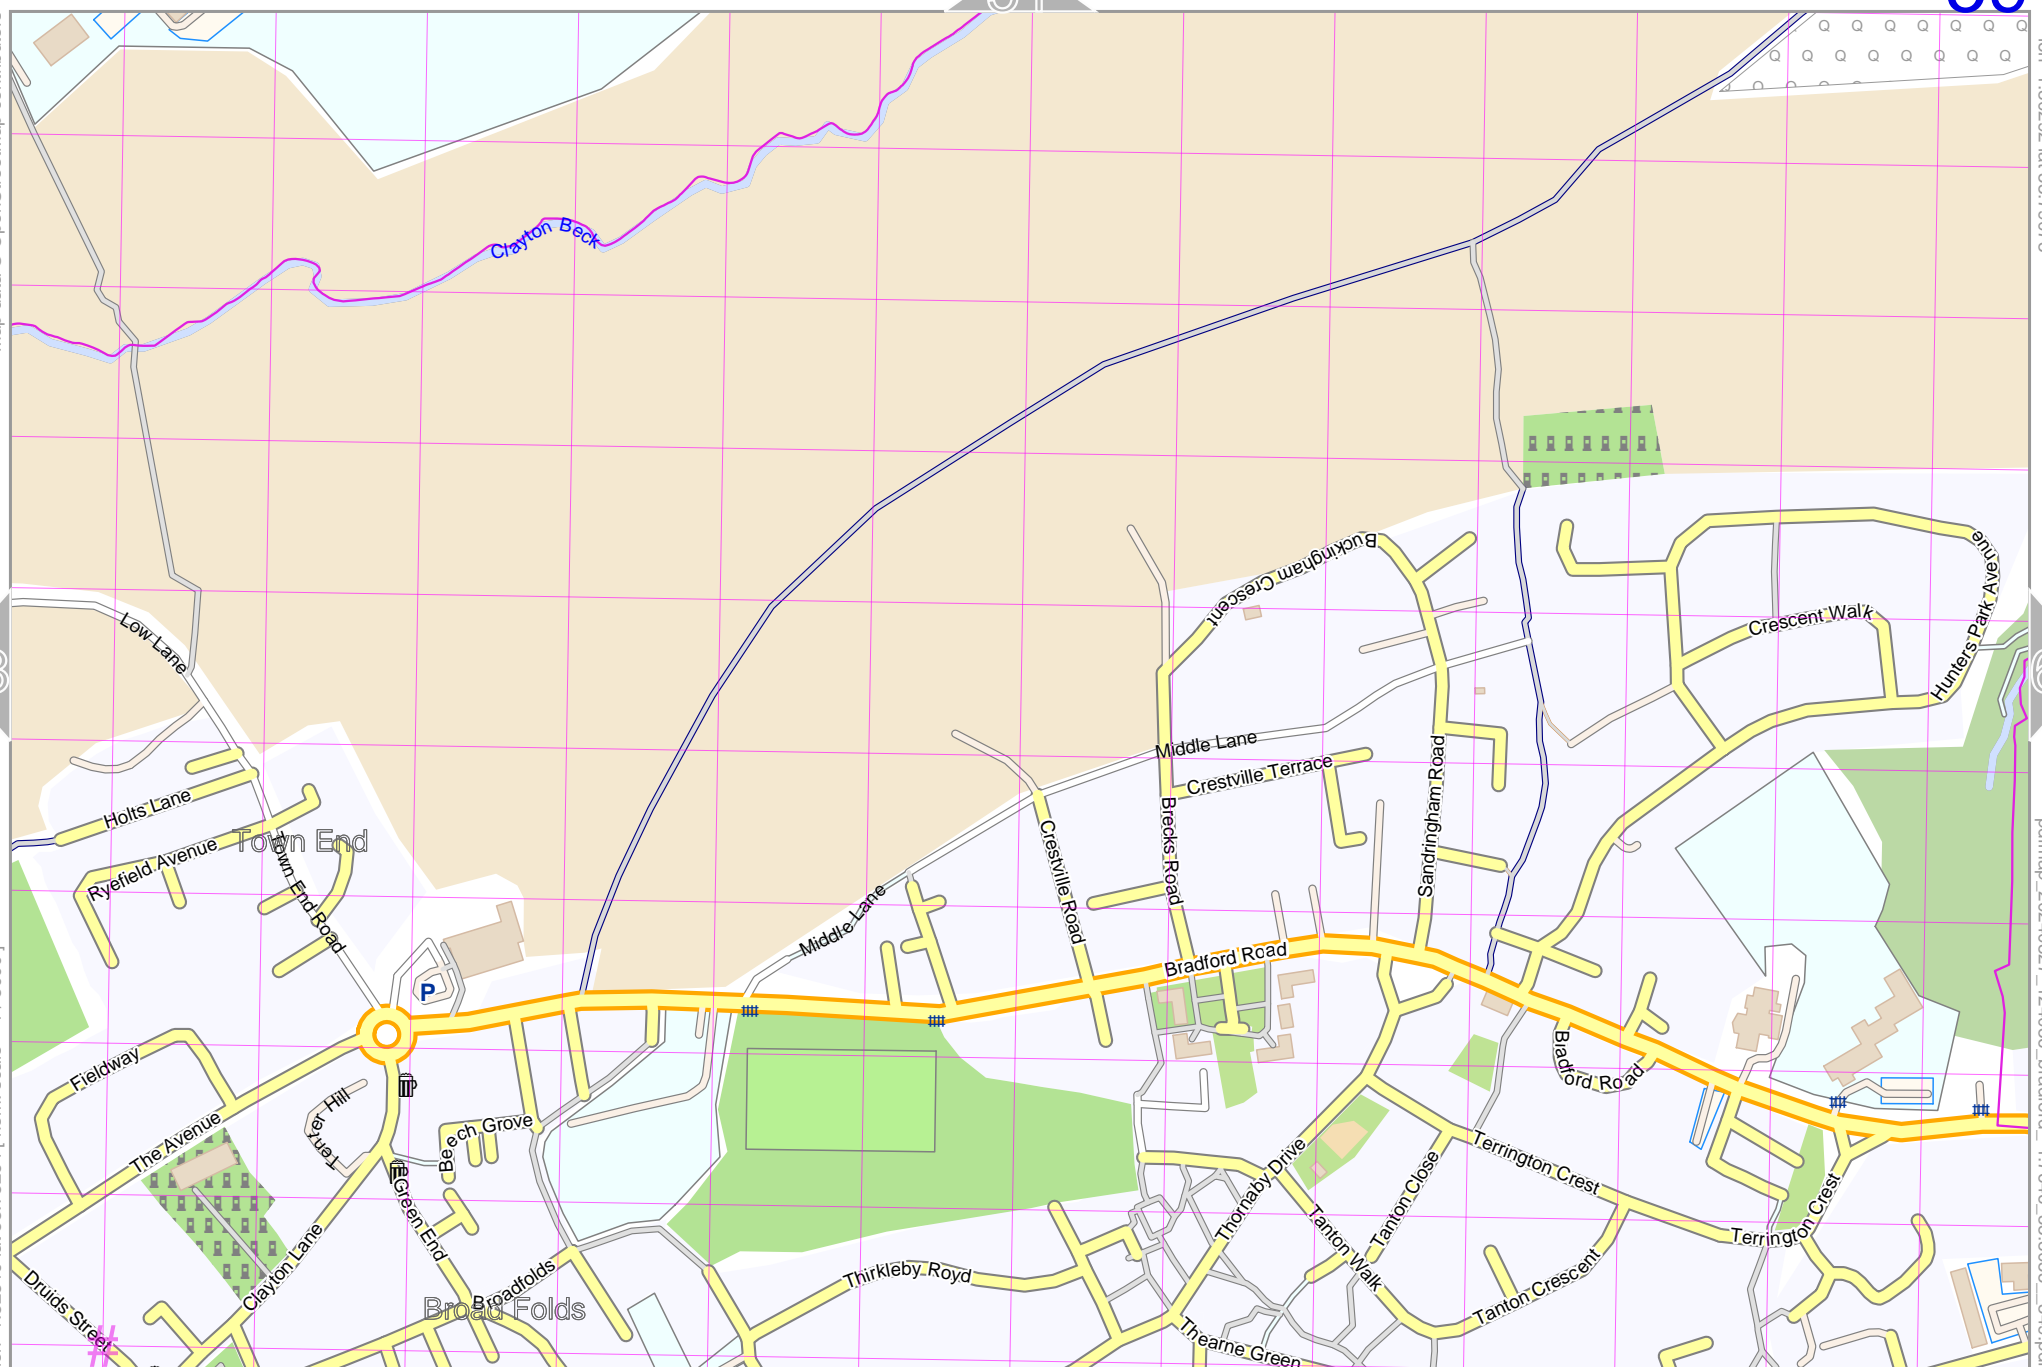 Clayton Beck
Buckingham Crescent
Hunters Park Avenue
Crescent Walk
Low Lane
Middle Lane
Crestville Terrace
Sandringham Road
Holts Lane
Brecks Road
Town End
Crestville Road
Ryefield Avenue
Town End Road
Middle Lane
Bradford Road
P
Fieldway
Bradford Road
Tenter Hill
The Avenue
Beech Grove
Terrington Crest
Thornaby Drive
Tanton Close
Green End
Terrington Crest
Tanton Walk
Clayton Lane
Thirkleby Royd
Tanton Crescent
Broadfolds
Broad Folds
Druids Street
#
Thearne Green